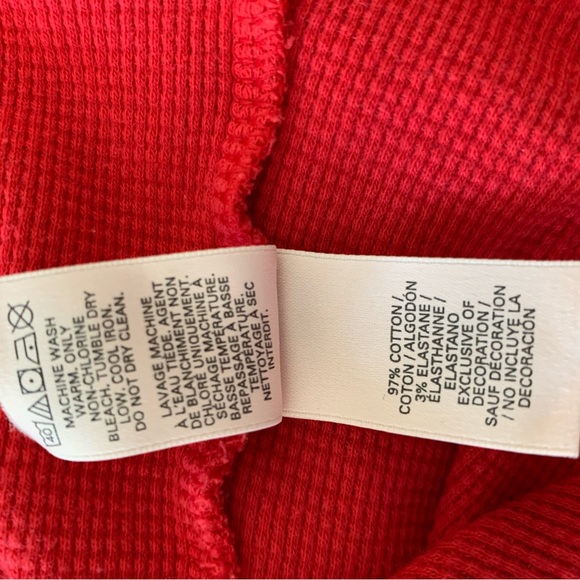 40
MACHINE WASH
WARM. ONLY
NON-CHLORINE
BLEACH. TUMBLE DRY
LOW. COOL IRON.
DO NOT DRY CLEAN.
LAVAGE MACHINE
À L'EAU TIÈDE. AGENT
DE BLANCHIMENT NON
CHLORÉ UNIQUEMENT.
SÉCHAGE MACHINE À
BASSE TEMPÉRATURE.
REPASSAGE À BASSE
TEMPÉRATURE.
NETTOYAGE À SEC
INTERDIT.
97% COTTON /
COTON / ALGODÓN
3% ELASTANE /
ÉLASTHANNE /
ELASTANO
EXCLUSIVE OF
DECORATION /
SAUF DÉCORATION
/ NO INCLUYE LA
DECORACIÓN